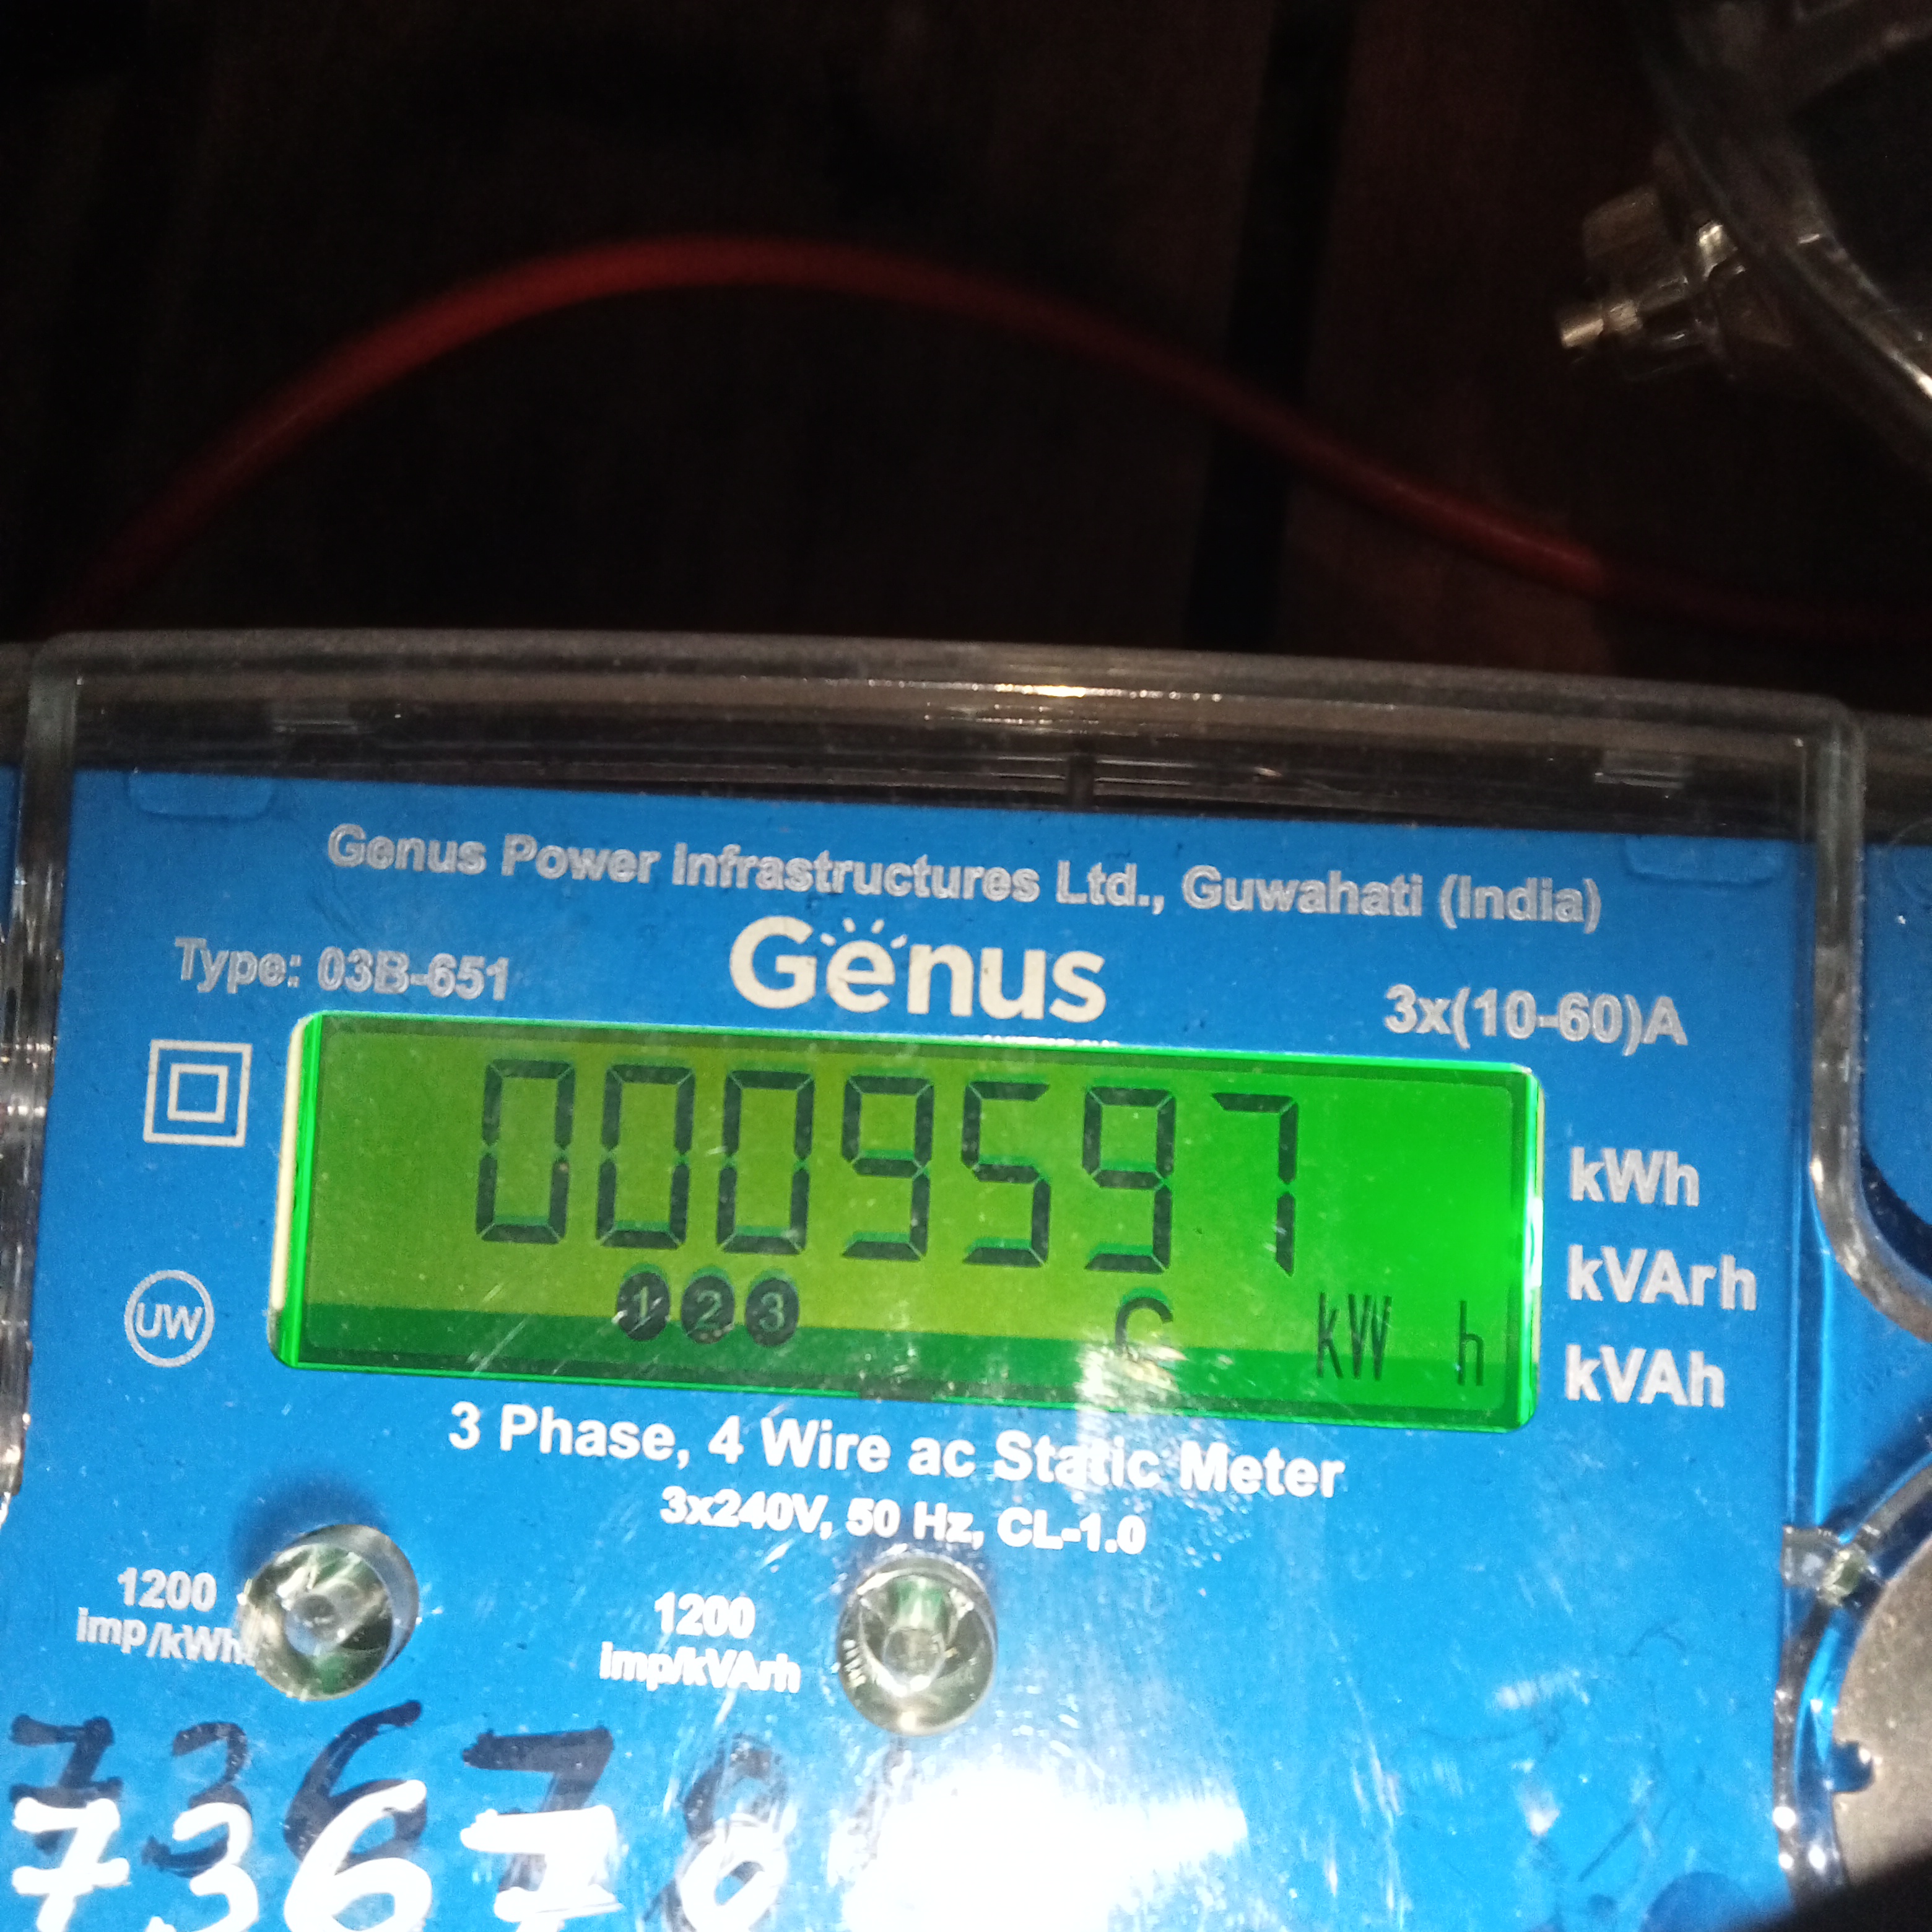 Genus Power Infrastructures Ltd., Guwahati (India)
Genus
Type: 03B-651
3x(10-60)A
0009597
1 2 3 C kW h
kWh
kVArh
kVAh
UW
3 Phase, 4 Wire ac Static Meter
3x240V, 50 Hz, CL-1.0
1200
imp/kWh
1200
imp/kVArh